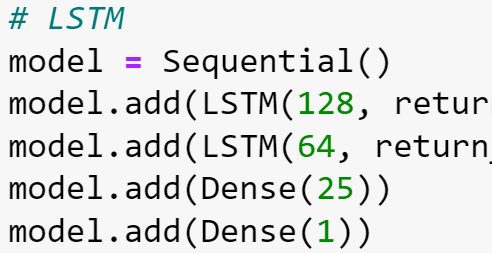 # LSTM
model = Sequential()
model.add(LSTM(128, retur
model.add(LSTM(64, return_
model.add(Dense(25))
model.add(Dense(1))